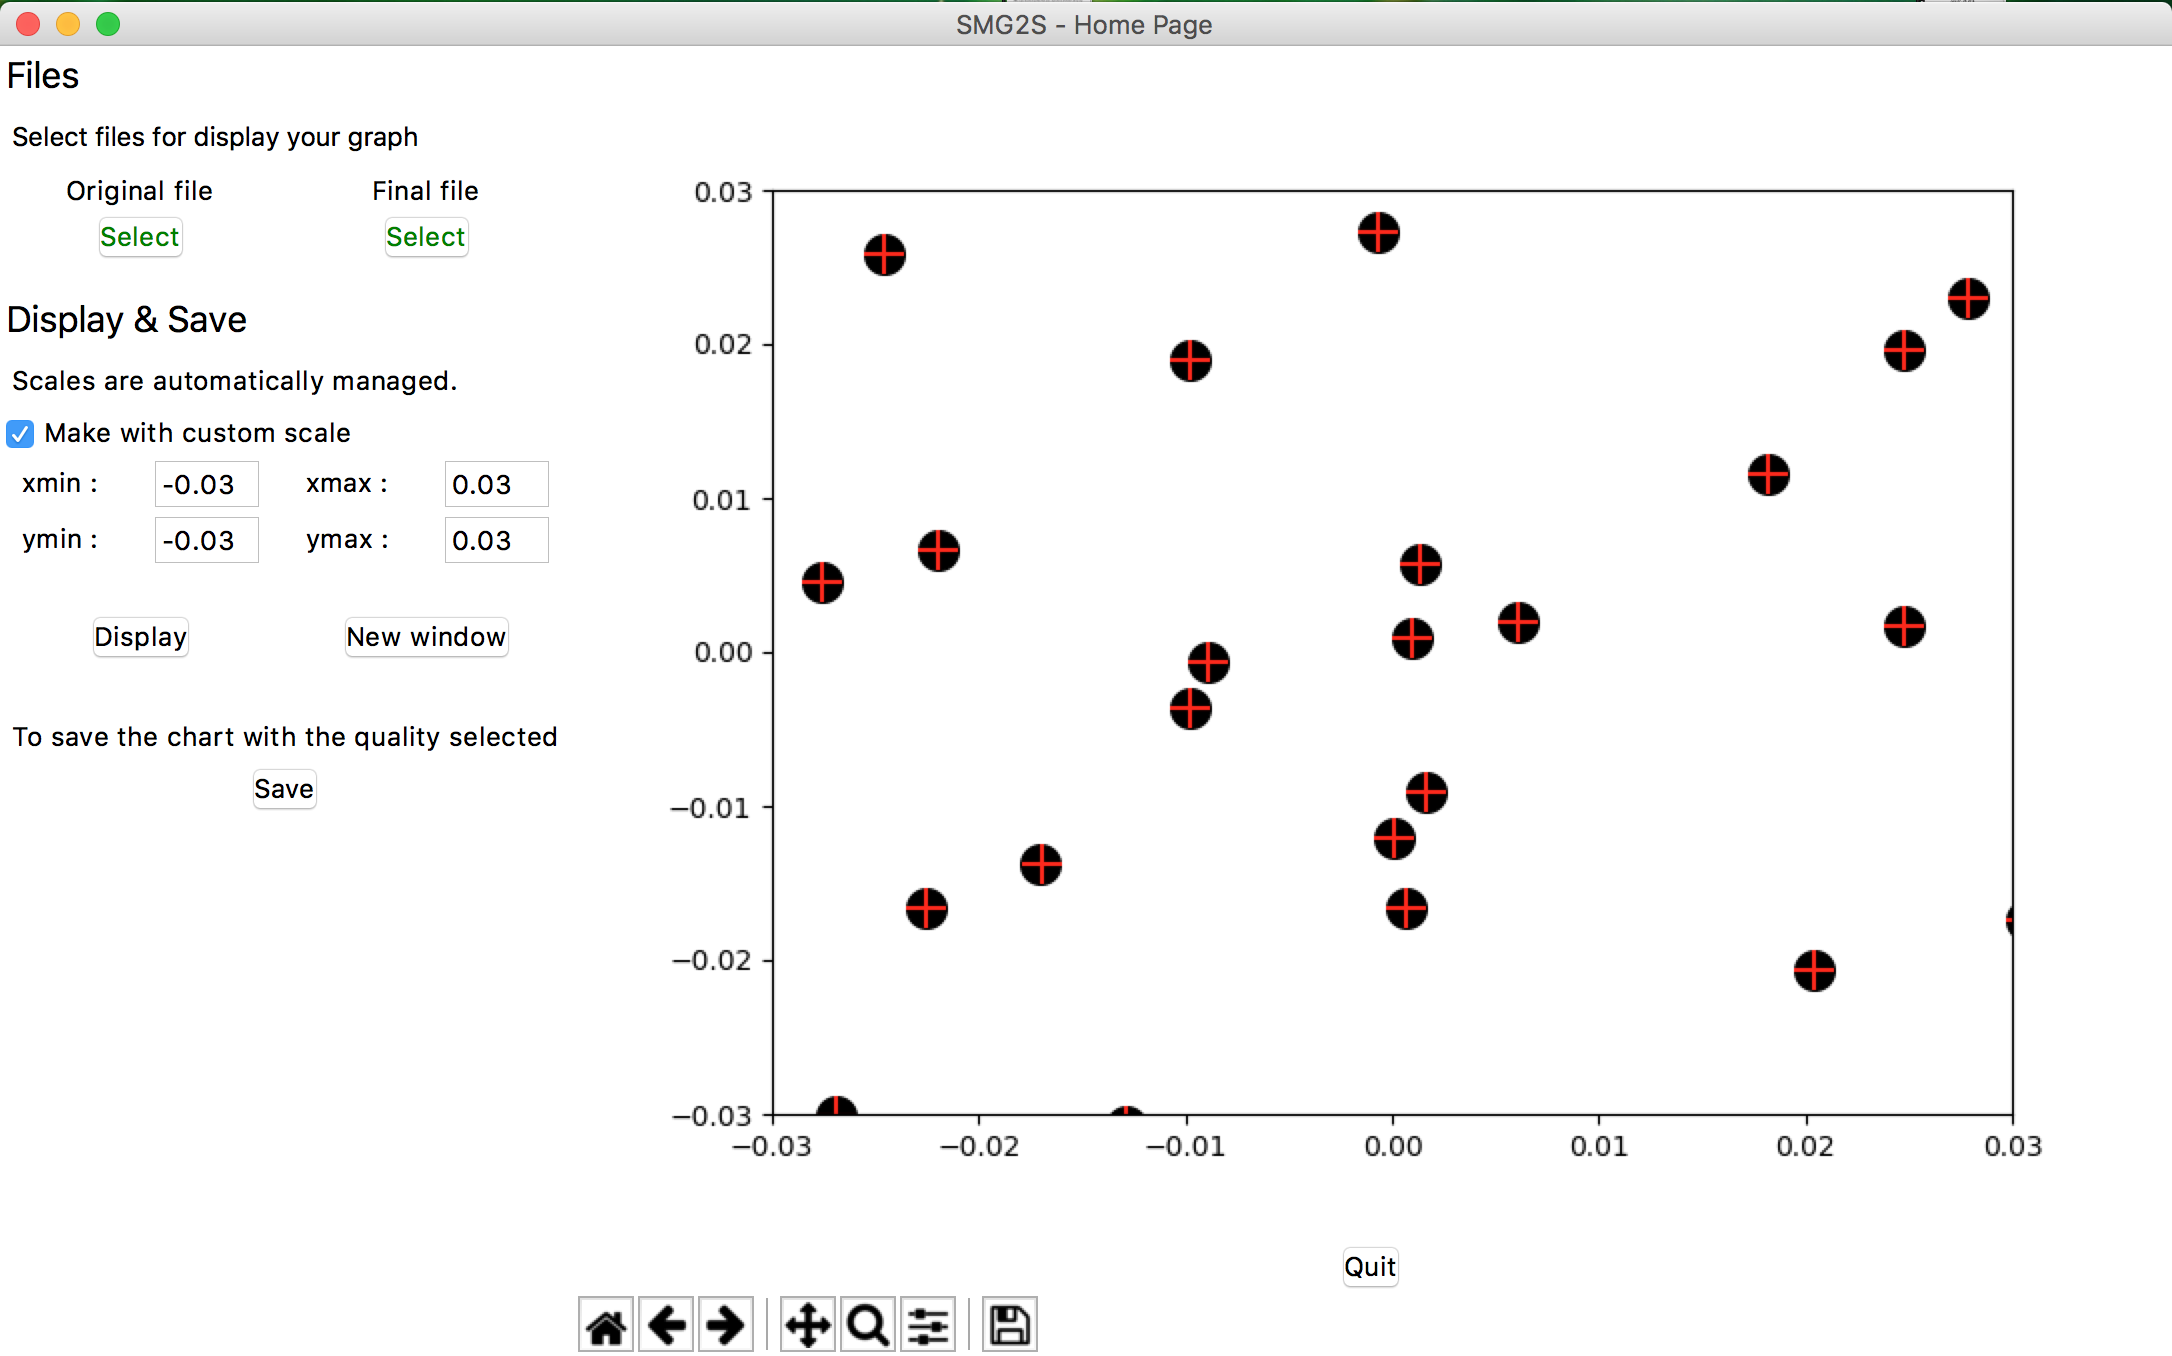 SMG2S - Home Page
Files
Select files for display your graph
Original file Final file
Select Select
Display & Save
Scales are automatically managed.
Make with custom scale
xmin : -0.03 xmax : 0.03
ymin : -0.03 ymax : 0.03
Display New window
To save the chart with the quality selected
Save
0.03
0.02
0.01
0.00
−0.01
−0.02
−0.03
−0.03 −0.02 −0.01 0.00 0.01 0.02 0.03
Quit